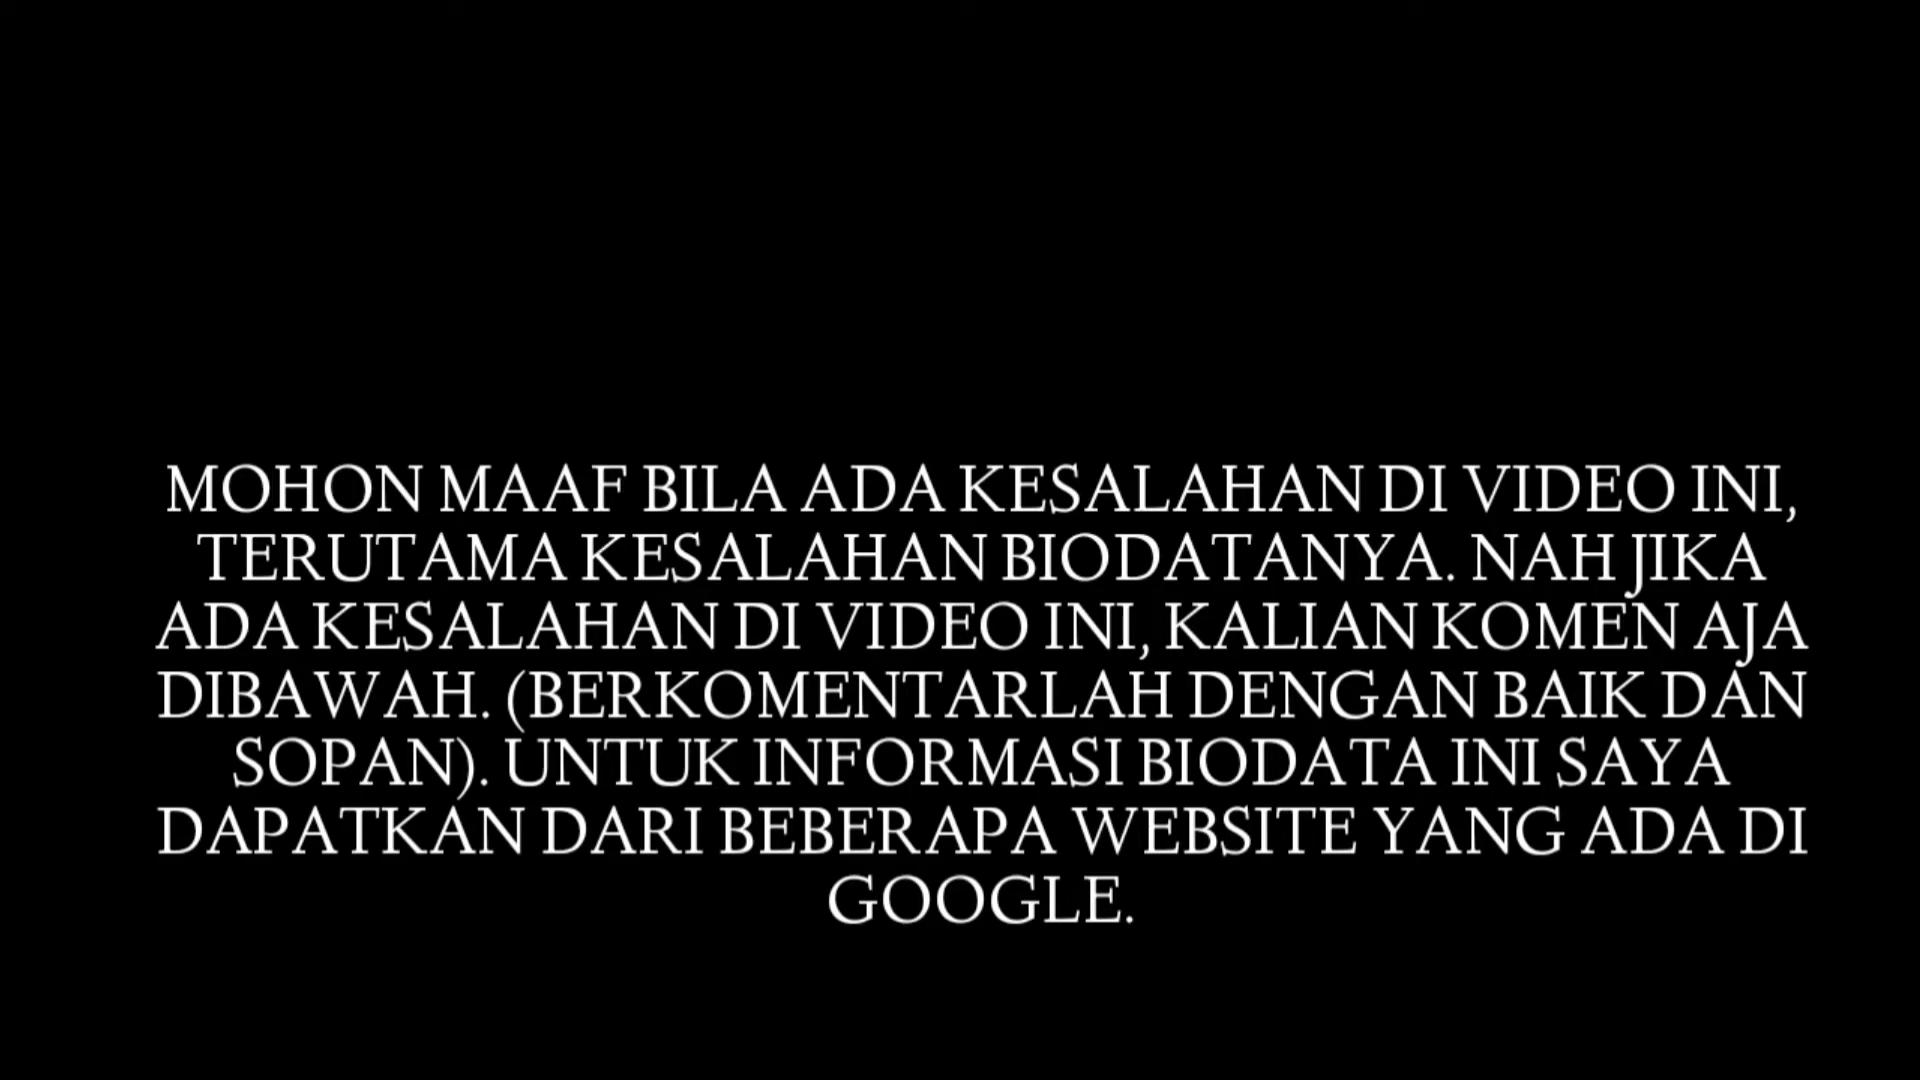 MOHON MAAF BILA ADA KESALAHAN DI VIDEO INI,
TERUTAMA KESALAHAN BIODATANYA. NAH JIKA
ADA KESALAHAN DI VIDEO INI, KALIAN KOMEN AJA
DIBAWAH. (BERKOMENTARLAH DENGAN BAIK DAN
SOPAN). UNTUK INFORMASI BIODATA INI SAYA
DAPATKAN DARI BEBERAPA WEBSITE YANG ADA DI
GOOGLE.